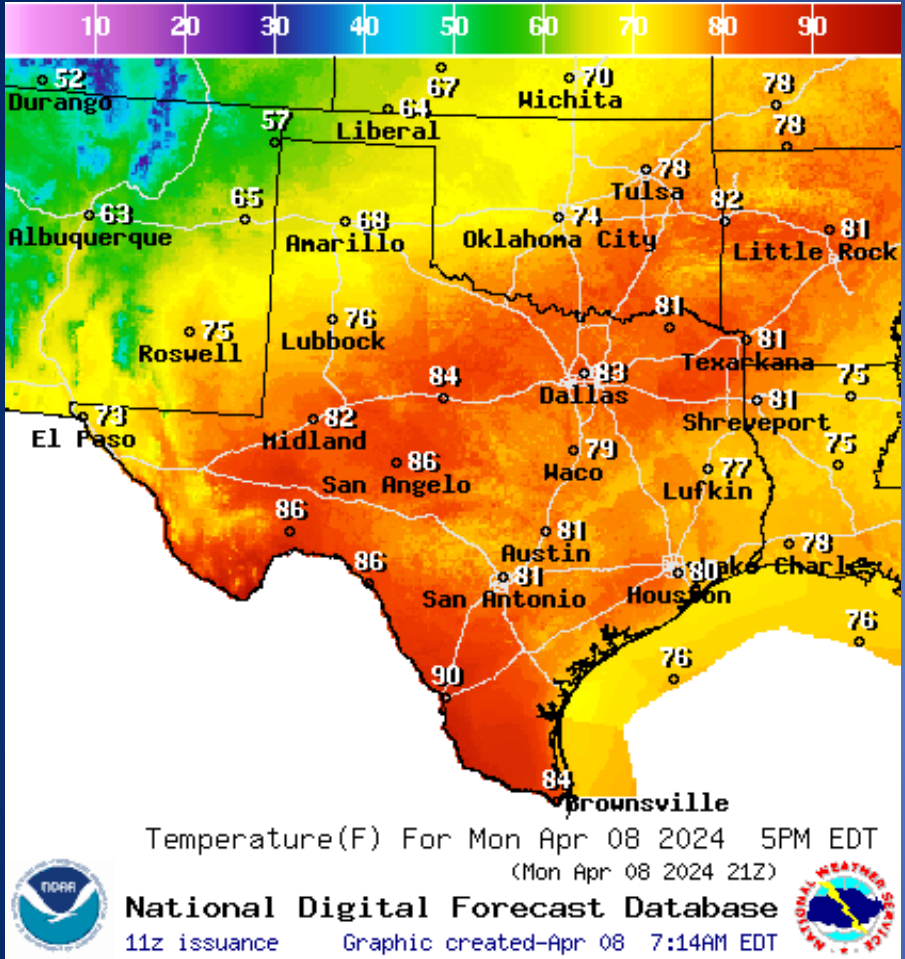 10 20 30 40 50 60 70 80 90
52
Durango
67
70
Wichita
78
64
Liberal
57
78
78
Tulsa
63
Albuquerque
65
68
Amarillo
74
Oklahoma City
82
81
Little Rock
75
Roswell
76
Lubbock
81
81
Texarkana
84
83
Dallas
75
73
El Paso
82
Midland
81
Shreveport
86
San Angelo
79
Waco
77
Lufkin
75
86
81
Austin
78
Lake Charles
86
81
San Antonio
80
Houston
76
76
90
84
Brownsville
Temperature(F) For Mon Apr 08 2024 5PM EDT
(Mon Apr 08 2024 21Z)
NOAA
National Digital Forecast Database
NATIONAL WEATHER SERVICE
11z issuance Graphic created-Apr 08 7:14AM EDT